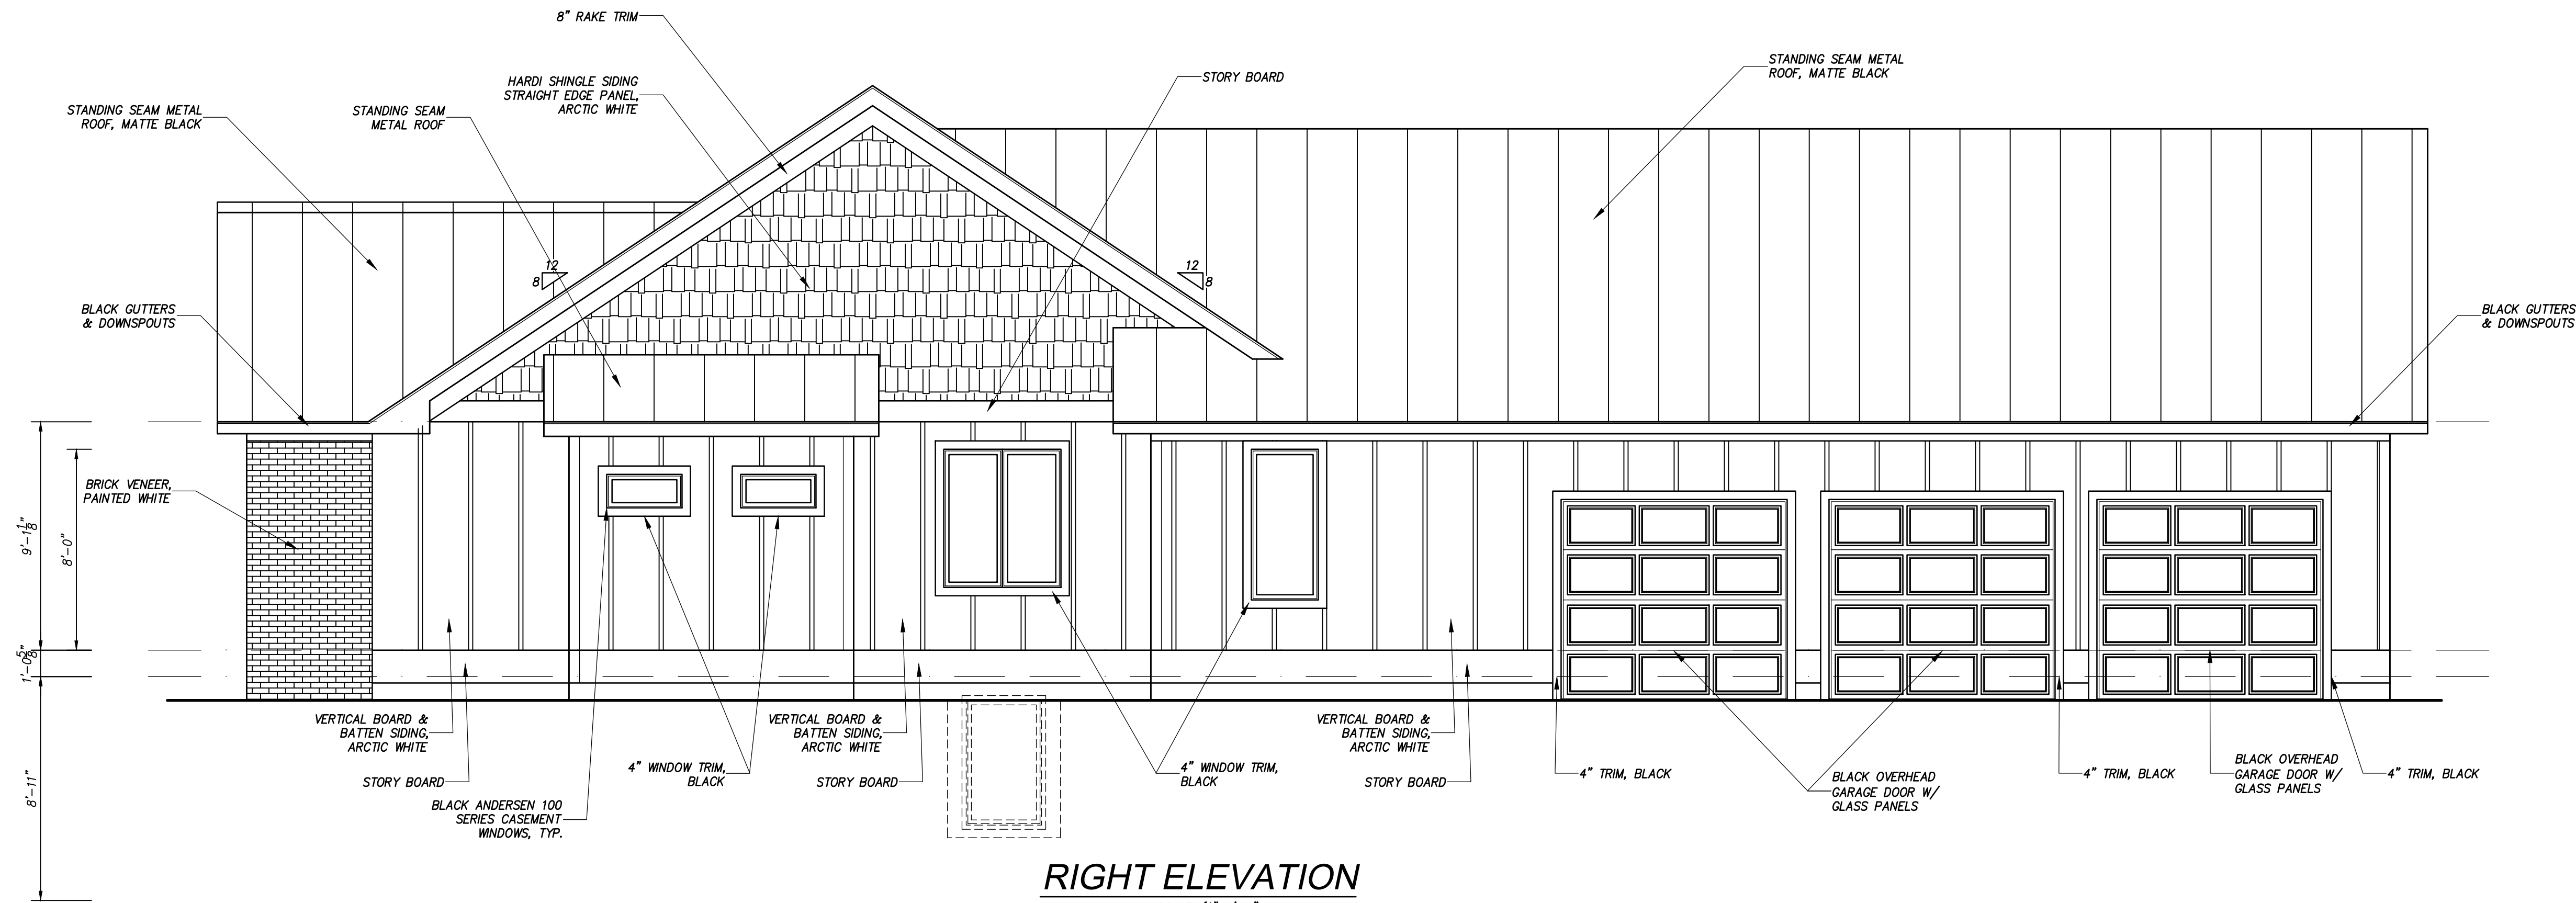 8" RAKE TRIM
HARDI SHINGLE SIDING
STRAIGHT EDGE PANEL,
ARCTIC WHITE
STORY BOARD
STANDING SEAM METAL
ROOF, MATTE BLACK
STANDING SEAM METAL
ROOF, MATTE BLACK
STANDING SEAM
METAL ROOF
12
8
12
8
BLACK GUTTERS
& DOWNSPOUTS
BLACK GUTTERS
& DOWNSPOUTS
BRICK VENEER,
PAINTED WHITE
9'-1 1/8"
8'-0"
1'-0 5/8"
8'-11"
VERTICAL BOARD &
BATTEN SIDING,
ARCTIC WHITE
STORY BOARD
BLACK ANDERSEN 100
SERIES CASEMENT
WINDOWS, TYP.
4" WINDOW TRIM,
BLACK
VERTICAL BOARD &
BATTEN SIDING,
ARCTIC WHITE
STORY BOARD
4" WINDOW TRIM,
BLACK
VERTICAL BOARD &
BATTEN SIDING,
ARCTIC WHITE
STORY BOARD
4" TRIM, BLACK
BLACK OVERHEAD
GARAGE DOOR W/
GLASS PANELS
4" TRIM, BLACK
BLACK OVERHEAD
GARAGE DOOR W/
GLASS PANELS
4" TRIM, BLACK
RIGHT ELEVATION